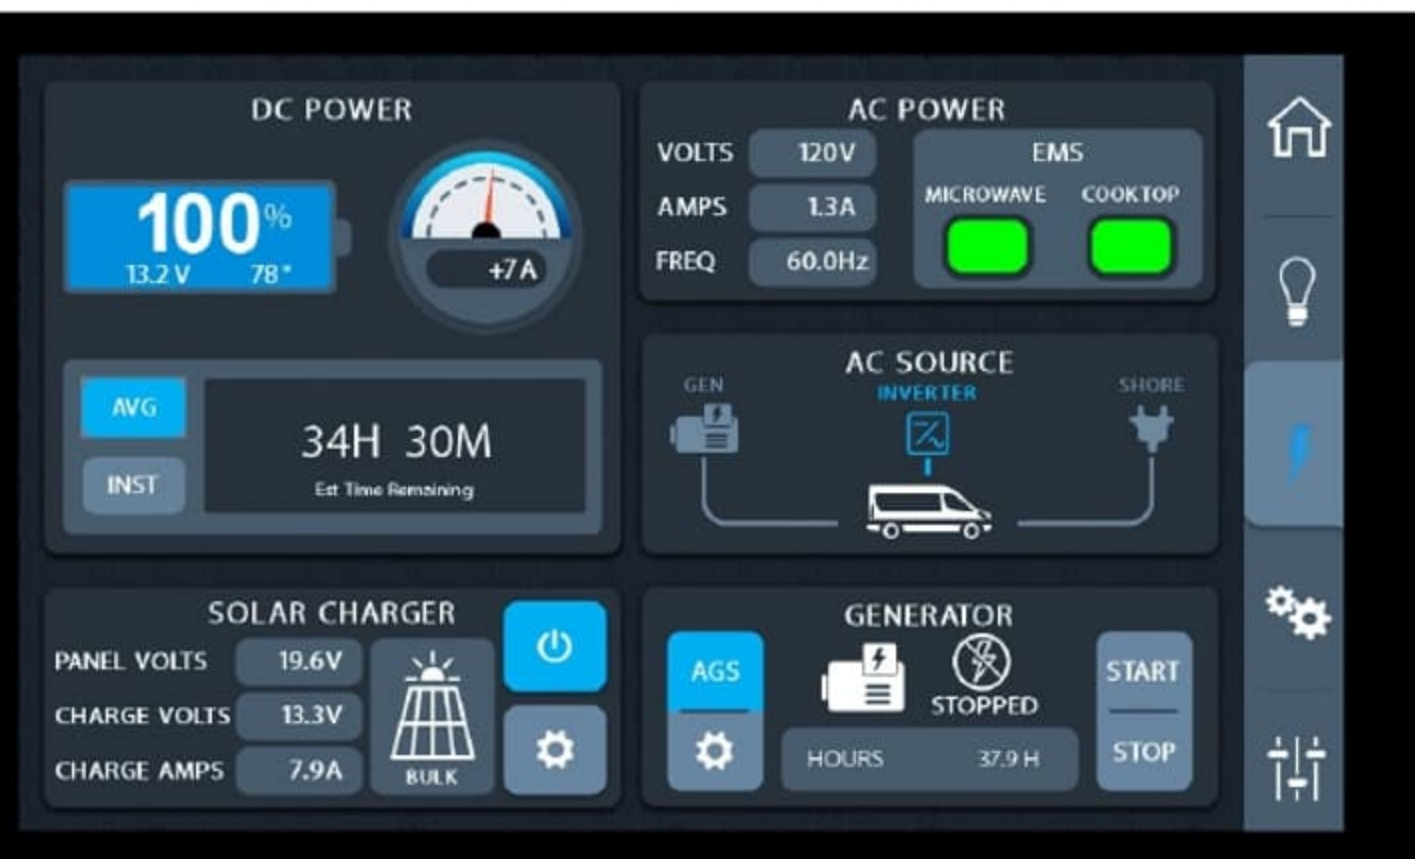 DC POWER
100%
13.2 V 78°
+7A
AVG
INST
34H 30M
Est Time Remaining
AC POWER
VOLTS 120V
AMPS 1.3A
FREQ 60.0Hz
EMS
MICROWAVE COOKTOP
AC SOURCE
GEN INVERTER SHORE
SOLAR CHARGER
PANEL VOLTS 19.6V
CHARGE VOLTS 13.3V
CHARGE AMPS 7.9A
BULK
GENERATOR
AGS
STOPPED
HOURS 37.9 H
START
STOP